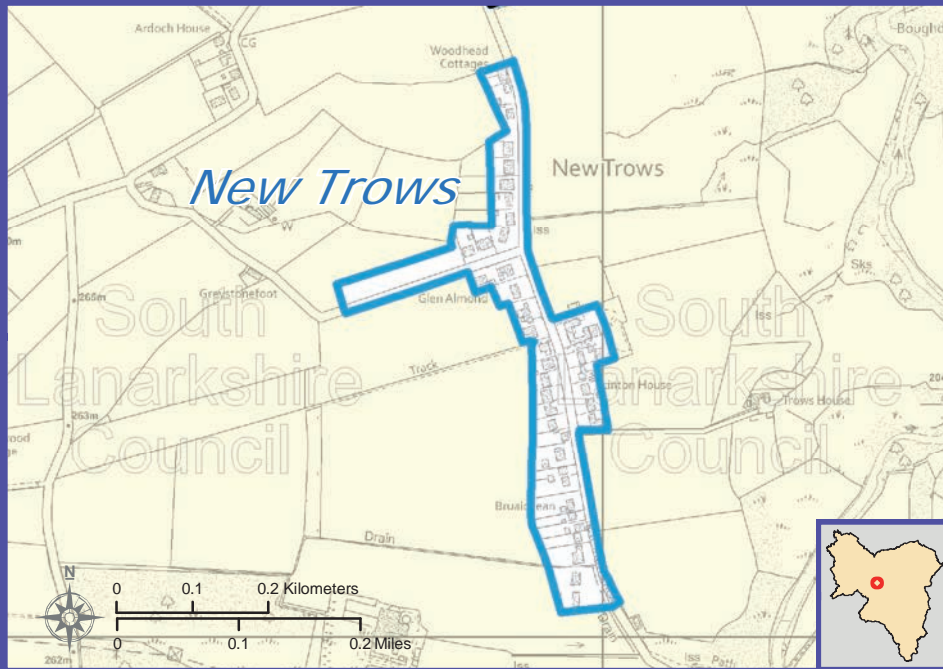 Ardoch House
CG
Woodhead
Cottages
New Trows
New Trows
W
Iss
Sks
265m
Greystonefoot
Glen Almond
Iss
South
Lanarkshire
Council
South
Lanarkshire
Council
Track
Trows House
263m
Drain
N
0 0.1 0.2 Kilometers
0 0.1 0.2 Miles
Drain
262m
Iss
Iss
Path